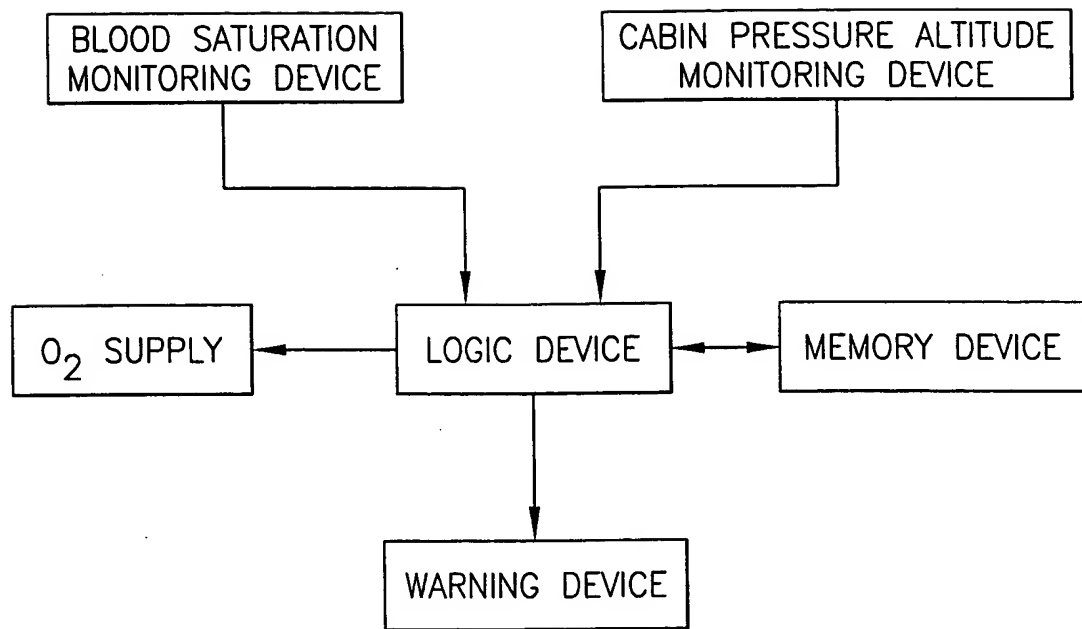 BLOOD SATURATION
MONITORING DEVICE
CABIN PRESSURE ALTITUDE
MONITORING DEVICE
O₂ SUPPLY
LOGIC DEVICE
MEMORY DEVICE
WARNING DEVICE